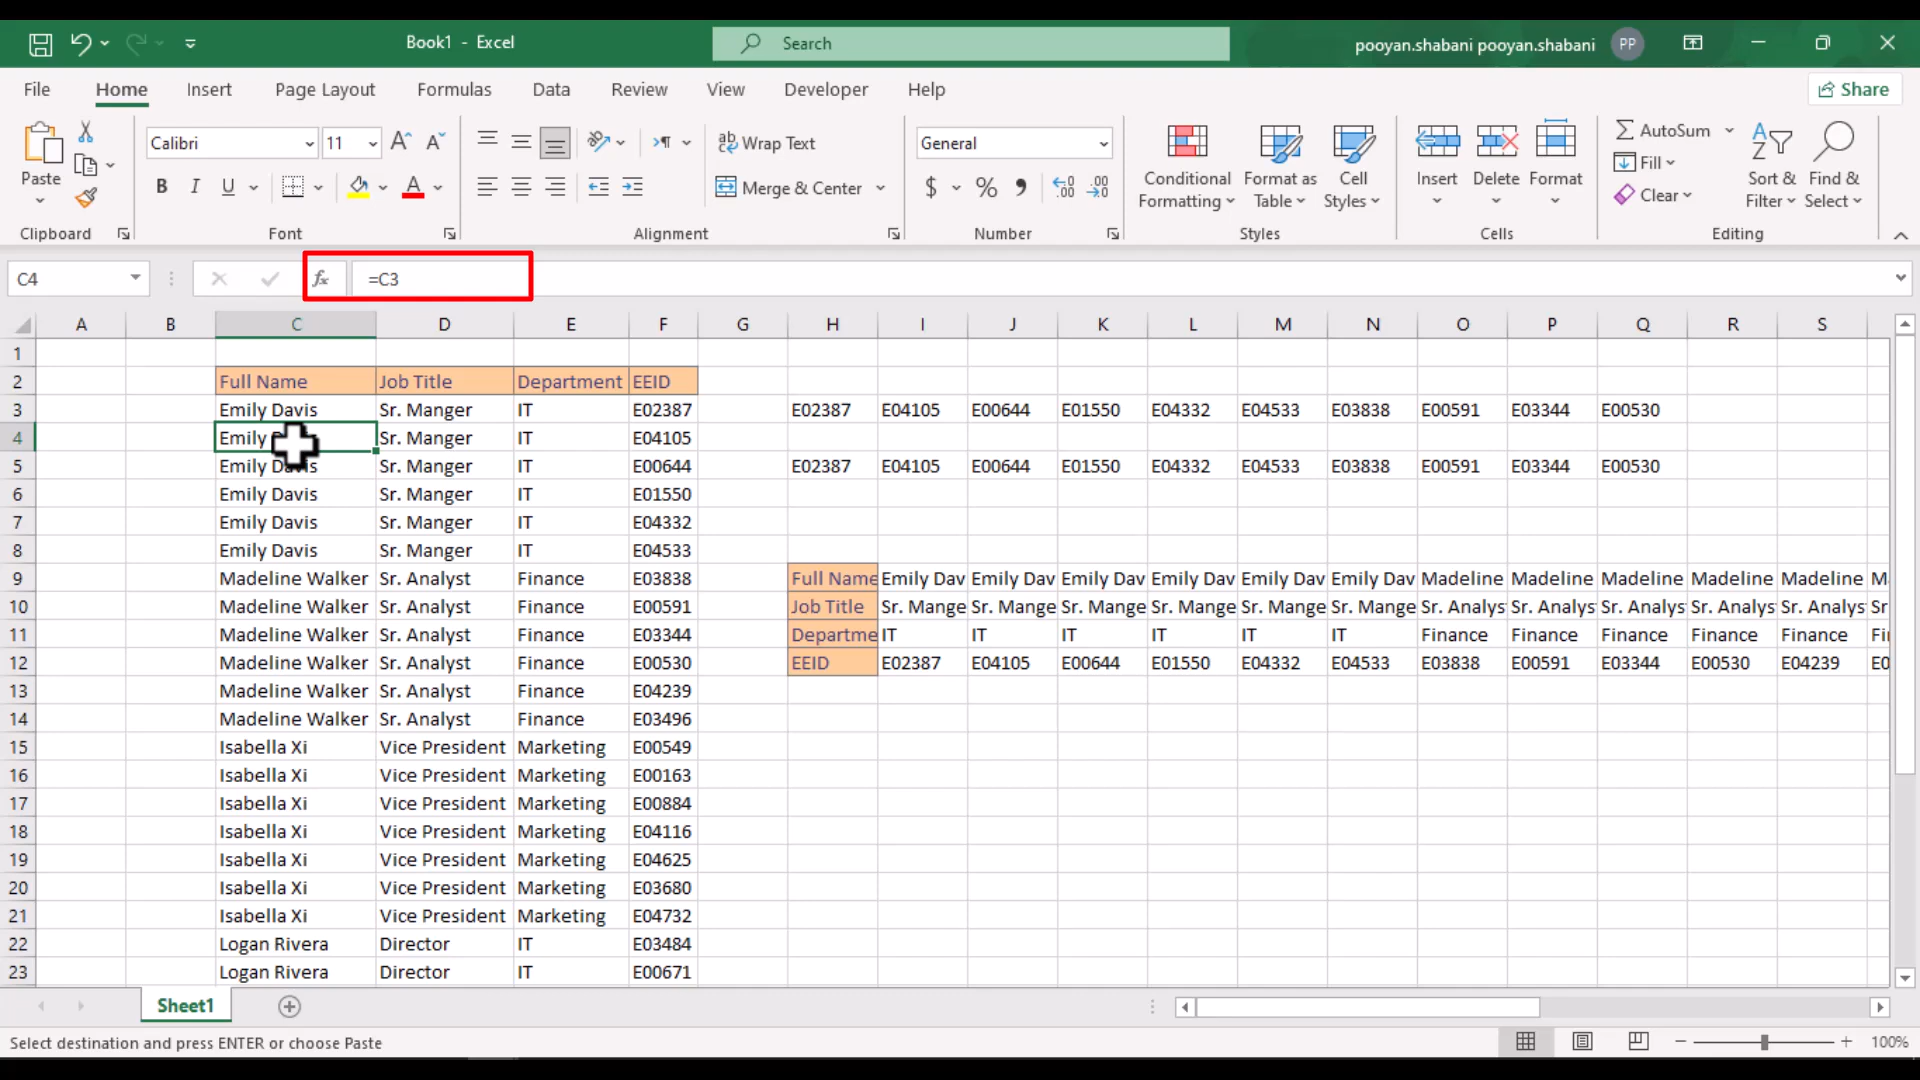 Book1 - Excel
Search
pooyan.shabani pooyan.shabani
PP
File Home Insert Page Layout Formulas Data Review View Developer Help
Share
Calibri 11 Wrap Text General AutoSum
Paste B I U Merge & Center $ % Conditional Formatting Format as Table Cell Styles Insert Delete Format Fill Clear Sort & Filter Find & Select
Clipboard Font Alignment Number Styles Cells Editing
C4 fx =C3
A B C D E F G H I J K L M N O P Q R S
1
2 Full Name Job Title Department EEID
3 Emily Davis Sr. Manger IT E02387 E02387 E04105 E00644 E01550 E04332 E04533 E03838 E00591 E03344 E00530
4 Emily Sr. Manger IT E04105
5 Emily Davis Sr. Manger IT E00644 E02387 E04105 E00644 E01550 E04332 E04533 E03838 E00591 E03344 E00530
6 Emily Davis Sr. Manger IT E01550
7 Emily Davis Sr. Manger IT E04332
8 Emily Davis Sr. Manger IT E04533
9 Madeline Walker Sr. Analyst Finance E03838 Full Name Emily Dav Emily Dav Emily Dav Emily Dav Emily Dav Emily Dav Madeline Madeline Madeline Madeline Madeline M
10 Madeline Walker Sr. Analyst Finance E00591 Job Title Sr. Mange Sr. Mange Sr. Mange Sr. Mange Sr. Mange Sr. Mange Sr. Analys Sr. Analys Sr. Analys Sr. Analys Sr. Analys Sr
11 Madeline Walker Sr. Analyst Finance E03344 Departme IT IT IT IT IT IT Finance Finance Finance Finance Finance Fi
12 Madeline Walker Sr. Analyst Finance E00530 EEID E02387 E04105 E00644 E01550 E04332 E04533 E03838 E00591 E03344 E00530 E04239 E0
13 Madeline Walker Sr. Analyst Finance E04239
14 Madeline Walker Sr. Analyst Finance E03496
15 Isabella Xi Vice President Marketing E00549
16 Isabella Xi Vice President Marketing E00163
17 Isabella Xi Vice President Marketing E00884
18 Isabella Xi Vice President Marketing E04116
19 Isabella Xi Vice President Marketing E04625
20 Isabella Xi Vice President Marketing E03680
21 Isabella Xi Vice President Marketing E04732
22 Logan Rivera Director IT E03484
23 Logan Rivera Director IT E00671
Sheet1
Select destination and press ENTER or choose Paste
100%